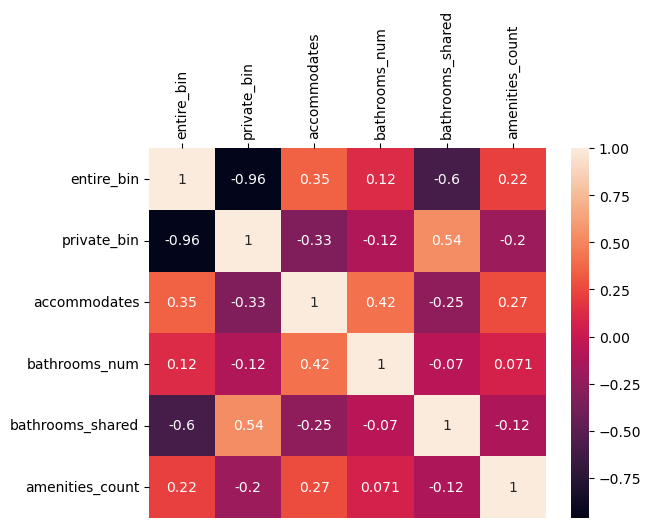 entire_bin private_bin accommodates bathrooms_num bathrooms_shared amenities_count
entire_bin 1 -0.96 0.35 0.12 -0.6 0.22
private_bin -0.96 1 -0.33 -0.12 0.54 -0.2
accommodates 0.35 -0.33 1 0.42 -0.25 0.27
bathrooms_num 0.12 -0.12 0.42 1 -0.07 0.071
bathrooms_shared -0.6 0.54 -0.25 -0.07 1 -0.12
amenities_count 0.22 -0.2 0.27 0.071 -0.12 1
1.00
0.75
0.50
0.25
0.00
-0.25
-0.50
-0.75